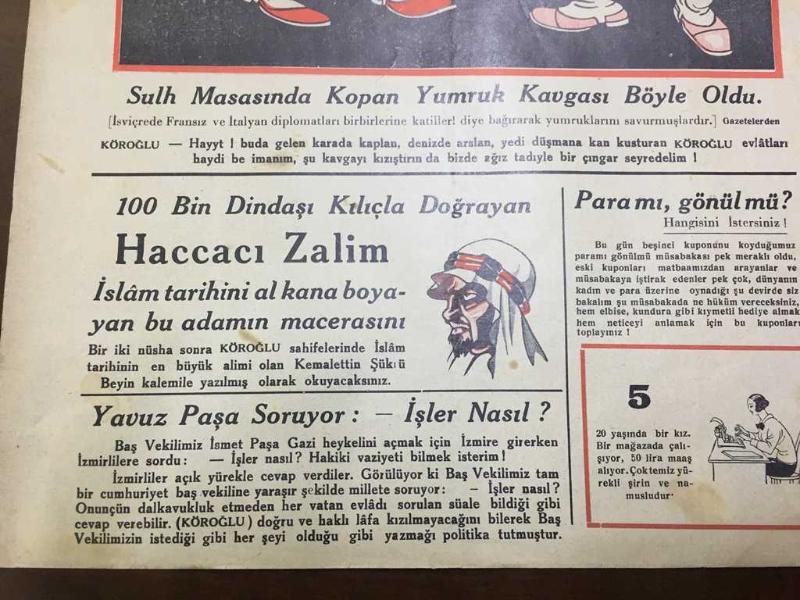 Sulh Masasında Kopan Yumruk Kavgası Böyle Oldu.
[İsviçrede Fransız ve İtalyan diplomatları birbirlerine katiller! diye bağırarak yumruklarını savurmuşlardır.] Gazetelerden
KÖROĞLU — Hayyt ! buda gelen karada kaplan, denizde arslan, yedi düşmana kan kusturan KÖROĞLU evlâtları
haydi be imanım, şu kavgayı kızıştırın da bizde ağız tadıyle bir çıngar seyredelim !
100 Bin Dindaşı Kılıçla Doğrayan
Haccacı Zalim
İslâm tarihini al kana boya-
yan bu adamın macerasını
Bir iki nüsha sonra KÖROĞLU sahifelerinde İslâm
tarihinin en büyük alimi olan Kemalettin Şükrü
Beyin kalemile yazılmış olarak okuyacaksınız.
Yavuz Paşa Soruyor : — İşler Nasıl ?
Baş Vekilimiz İsmet Paşa Gazi heykelini açmak için İzmire girerken
İzmirlilere sordu : — İşler nasıl ? Hakiki vaziyeti bilmek isterim !
İzmirliler açık yürekle cevap verdiler. Görülüyor ki Baş Vekilimiz tam
bir cumhuriyet baş vekiline yaraşır şekilde millete soruyor : — İşler nasıl ?
Onunçün dalkavukluk etmeden her vatan evlâdı sorulan süale bildiği gibi
cevap verebilir. (KÖROĞLU) doğru ve haklı lâfa kızılmayacağını bilerek Baş
Vekilimizin istediği gibi her şeyi olduğu gibi yazmağı politika tutmuştur.
Para mı, gönül mü?
Hangisini İstersiniz !
Bu gün beşinci kuponunu koyduğumuz
paramı gönülmü müsabakası pek meraklı oldu,
eski kuponları matbaamızdan arayanlar ve
müsabakaya iştirak edenler pek çok, dünyanın
kadın ve para üzerine oynadığı şu devirde siz
bakalım şu müsabakada ne hüküm vereceksiniz,
hem elbise, kundura gibi kıymetli hediye almak
hem neticeyi anlamak için bu kuponları
toplayınız !
5
20 yaşında bir kız.
Bir mağazada çalı-
şıyor, 50 lira maaş
alıyor. Çok temiz yü-
rekli şirin ve na-
musludur.